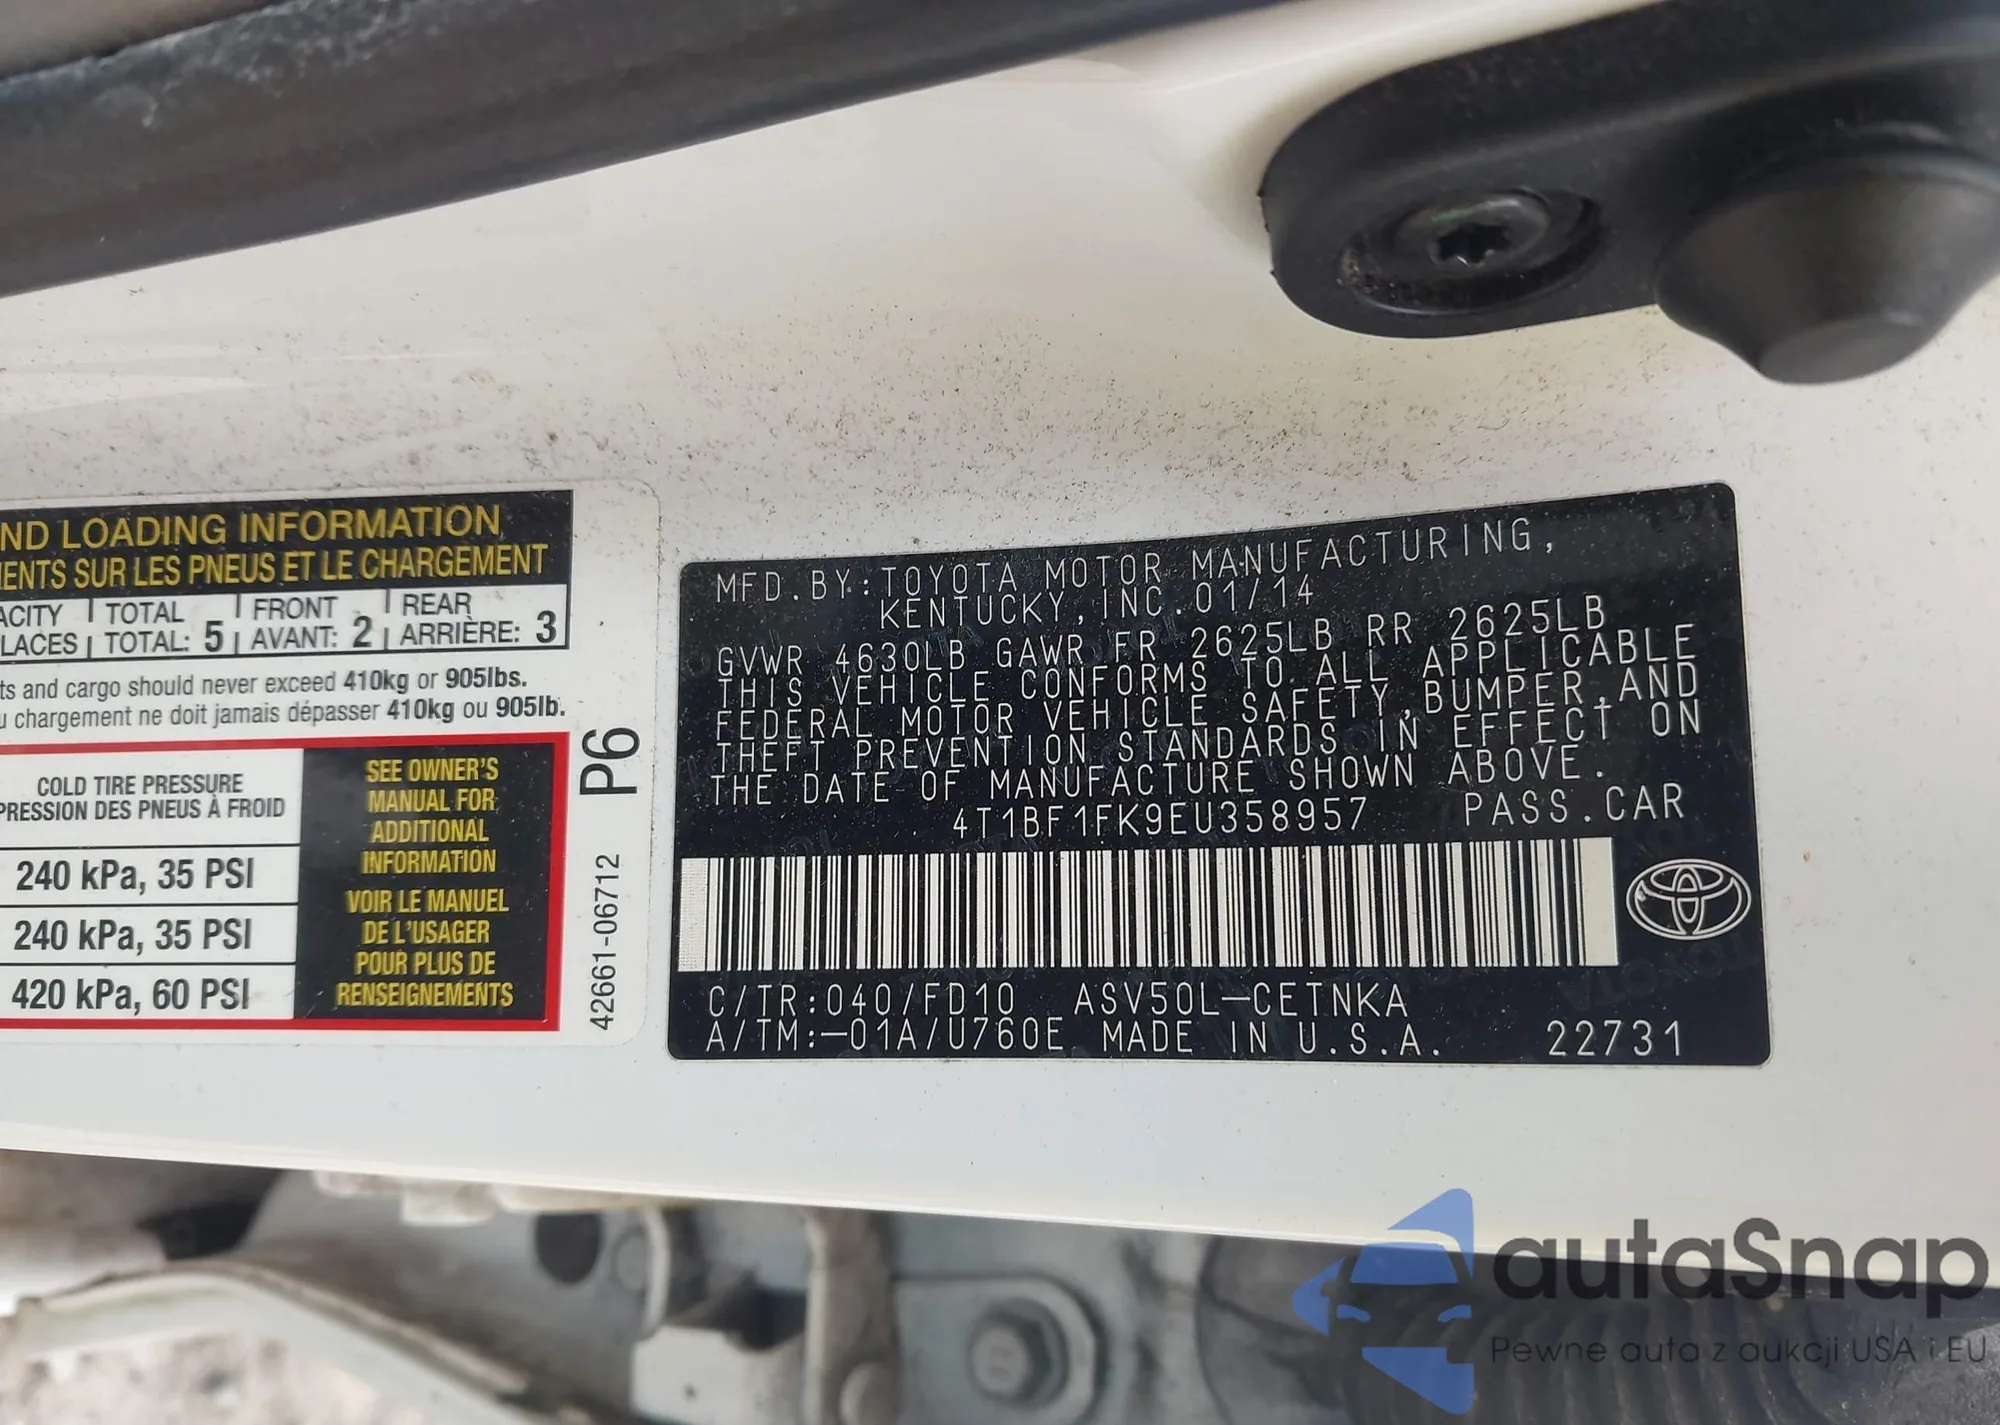 ND LOADING INFORMATION
MENTS SUR LES PNEUS ET LE CHARGEMENT
ACITY TOTAL FRONT REAR
LACES TOTAL: 5 AVANT: 2 ARRIÈRE: 3
ts and cargo should never exceed 410kg or 905lbs.
u chargement ne doit jamais dépasser 410kg ou 905lb.
COLD TIRE PRESSURE
PRESSION DES PNEUS À FROID
240 kPa, 35 PSI
240 kPa, 35 PSI
420 kPa, 60 PSI
SEE OWNER'S
MANUAL FOR
ADDITIONAL
INFORMATION
VOIR LE MANUEL
DE L'USAGER
POUR PLUS DE
RENSEIGNEMENTS
P6
42661-06712
MFD.BY:TOYOTA MOTOR MANUFACTURING,
KENTUCKY,INC.01/14
GVWR 4630LB GAWR FR 2625LB RR 2625LB
THIS VEHICLE CONFORMS TO ALL APPLICABLE
FEDERAL MOTOR VEHICLE SAFETY,BUMPER,AND
THEFT PREVENTION STANDARDS IN EFFECT ON
THE DATE OF MANUFACTURE SHOWN ABOVE.
4T1BF1FK9EU358957 PASS.CAR
C/TR:040/FD10 ASV50L-CETNKA
A/TM:-01A/U760E MADE IN U.S.A. 22731
autaSnap
Pewne auta z aukcji USA i EU